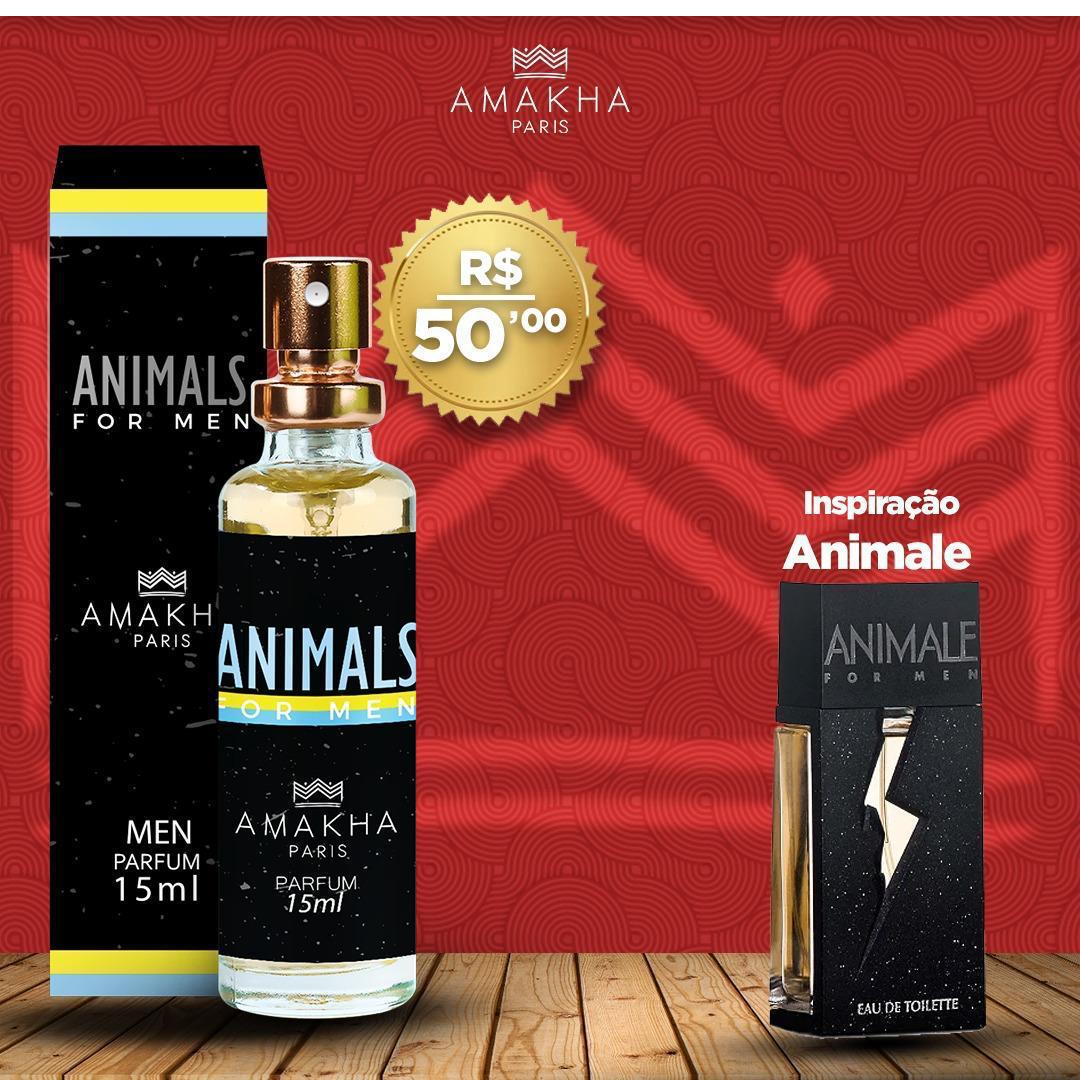 AMAKHA
PARIS
ANIMALS
FOR MEN
AMAKH
PARIS
MEN
PARFUM
15ml
R$
50,00
ANIMALS
FOR MEN
AMAKHA
PARIS
PARFUM
15ml
Inspiração
Animale
ANIMALE
FOR MEN
EAU DE TOILETTE